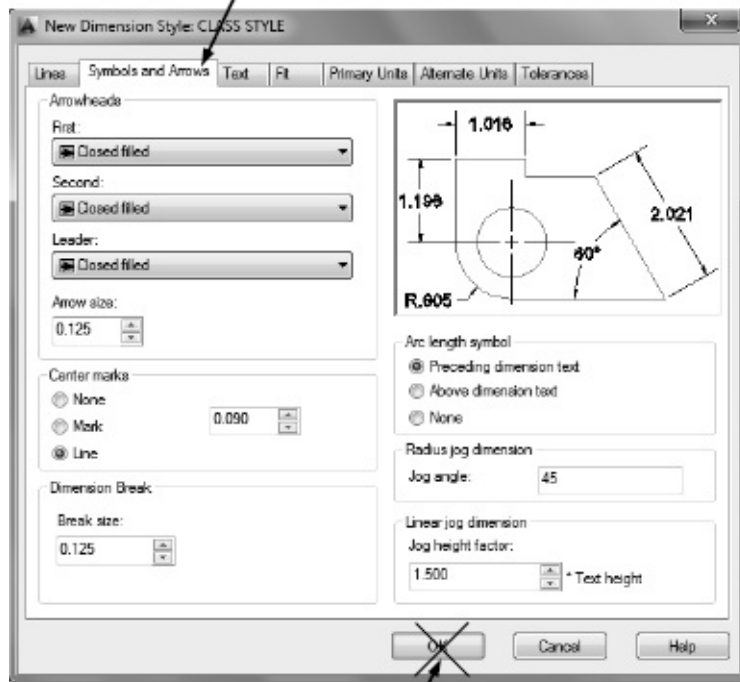 New Dimension Style: CLASS STYLE
Lines Symbols and Arrows Text Fit Primary Units Alternate Units Tolerances
Arrowheads
First:
Closed filled
Second:
Closed filled
Leader:
Closed filled
Arrow size:
0.125
Center marks
None
Mark
0.090
Line
Dimension Break
Break size:
0.125
1.016
1.198
2.021
60°
R.605
Arc length symbol
Preceding dimension text
Above dimension text
None
Radius jog dimension
Jog angle:
45
Linear jog dimension
Jog height factor:
1.500
* Text height
OK
Cancel
Help